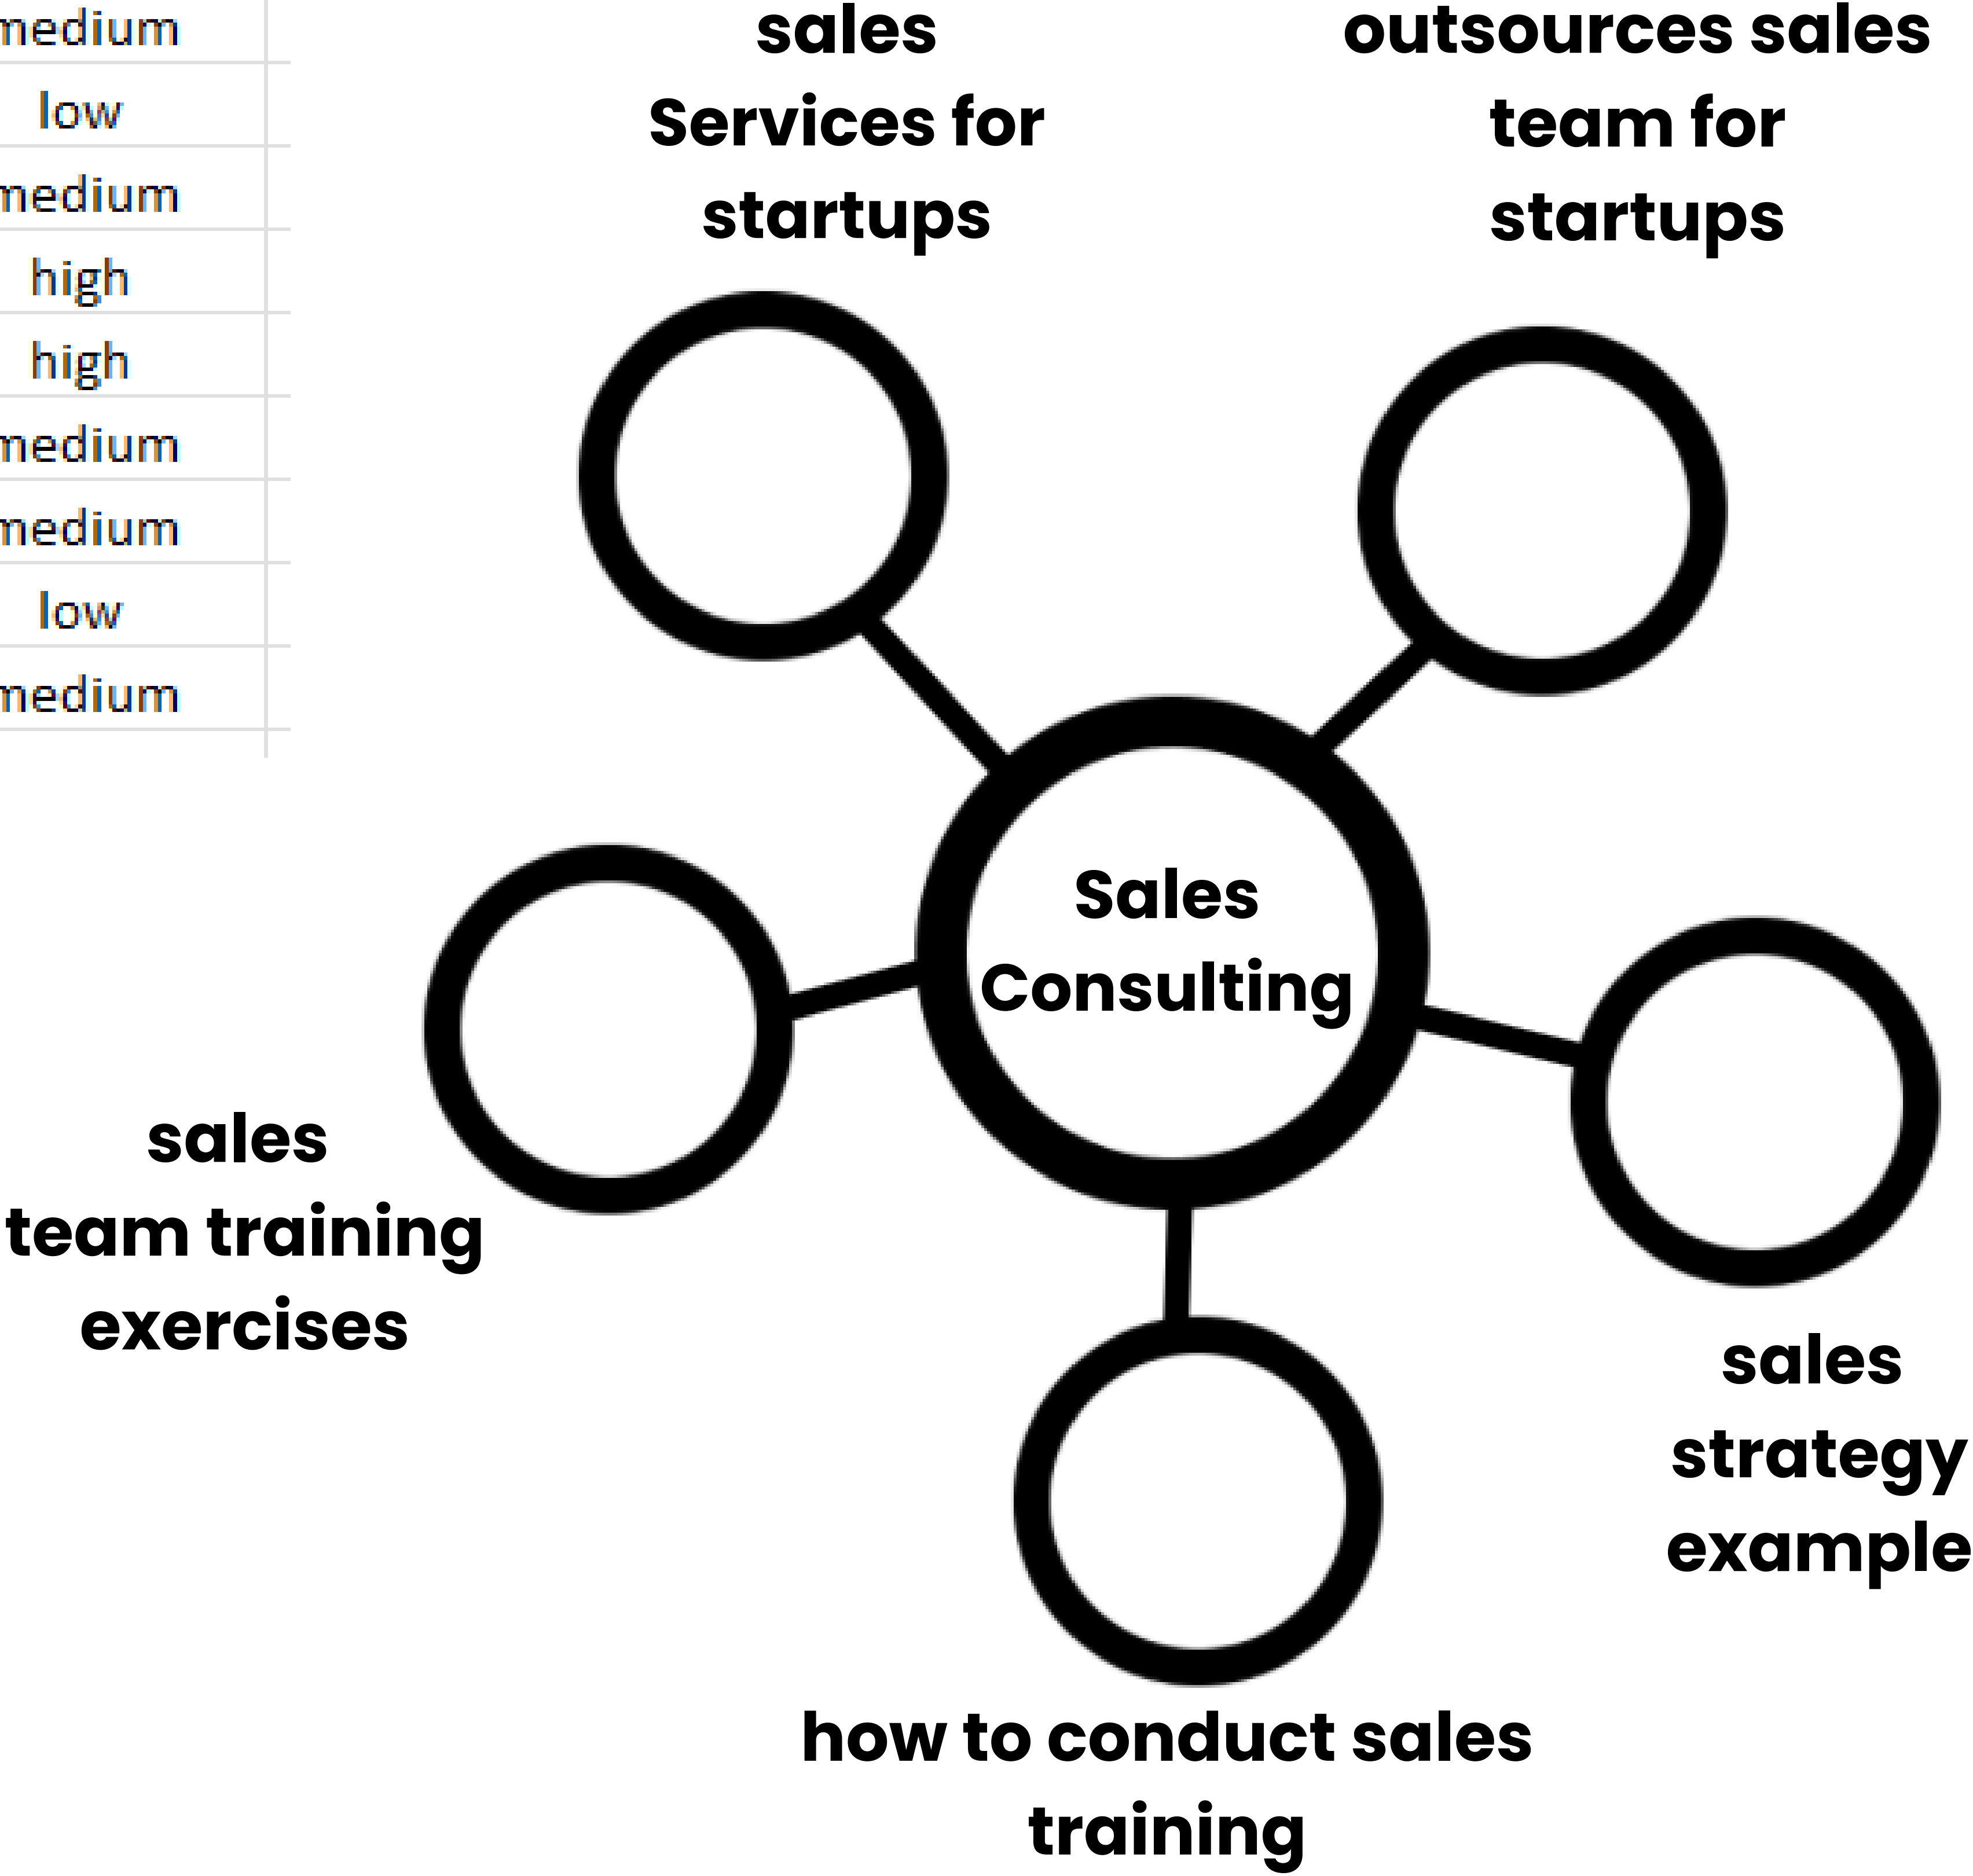 medium
low
medium
high
high
medium
medium
low
medium
sales
Services for
startups
outsources sales
team for
startups
Sales
Consulting
sales
team training
exercises
sales
strategy
example
how to conduct sales
training